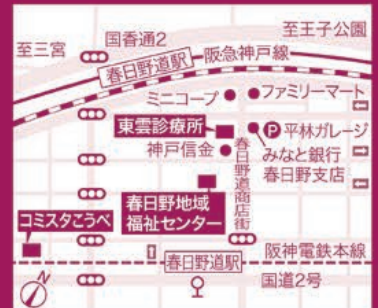 至王子公園
国香通2
至三宮
阪急神戸線
春日野道駅
ミニコープ
ファミリーマート
東雲診療所
P 平林ガレージ
神戸信金
みなと銀行
春日野支店
春日野道商店街
春日野地域
福祉センター
コミスタこうべ
阪神電鉄本線
春日野道駅
国道2号
N